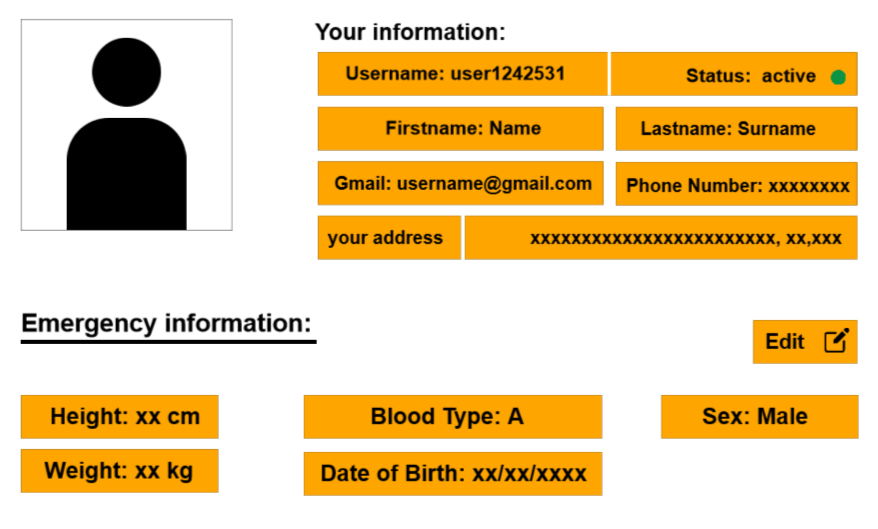 Your information:
Username: user1242531
Status: active
Firstname: Name
Lastname: Surname
Gmail: username@gmail.com
Phone Number: xxxxxxxx
your address
xxxxxxxxxxxxxxxxxxxxxxxx, xx,xxx
Emergency information:
Edit
Height: xx cm
Blood Type: A
Sex: Male
Weight: xx kg
Date of Birth: xx/xx/xxxx